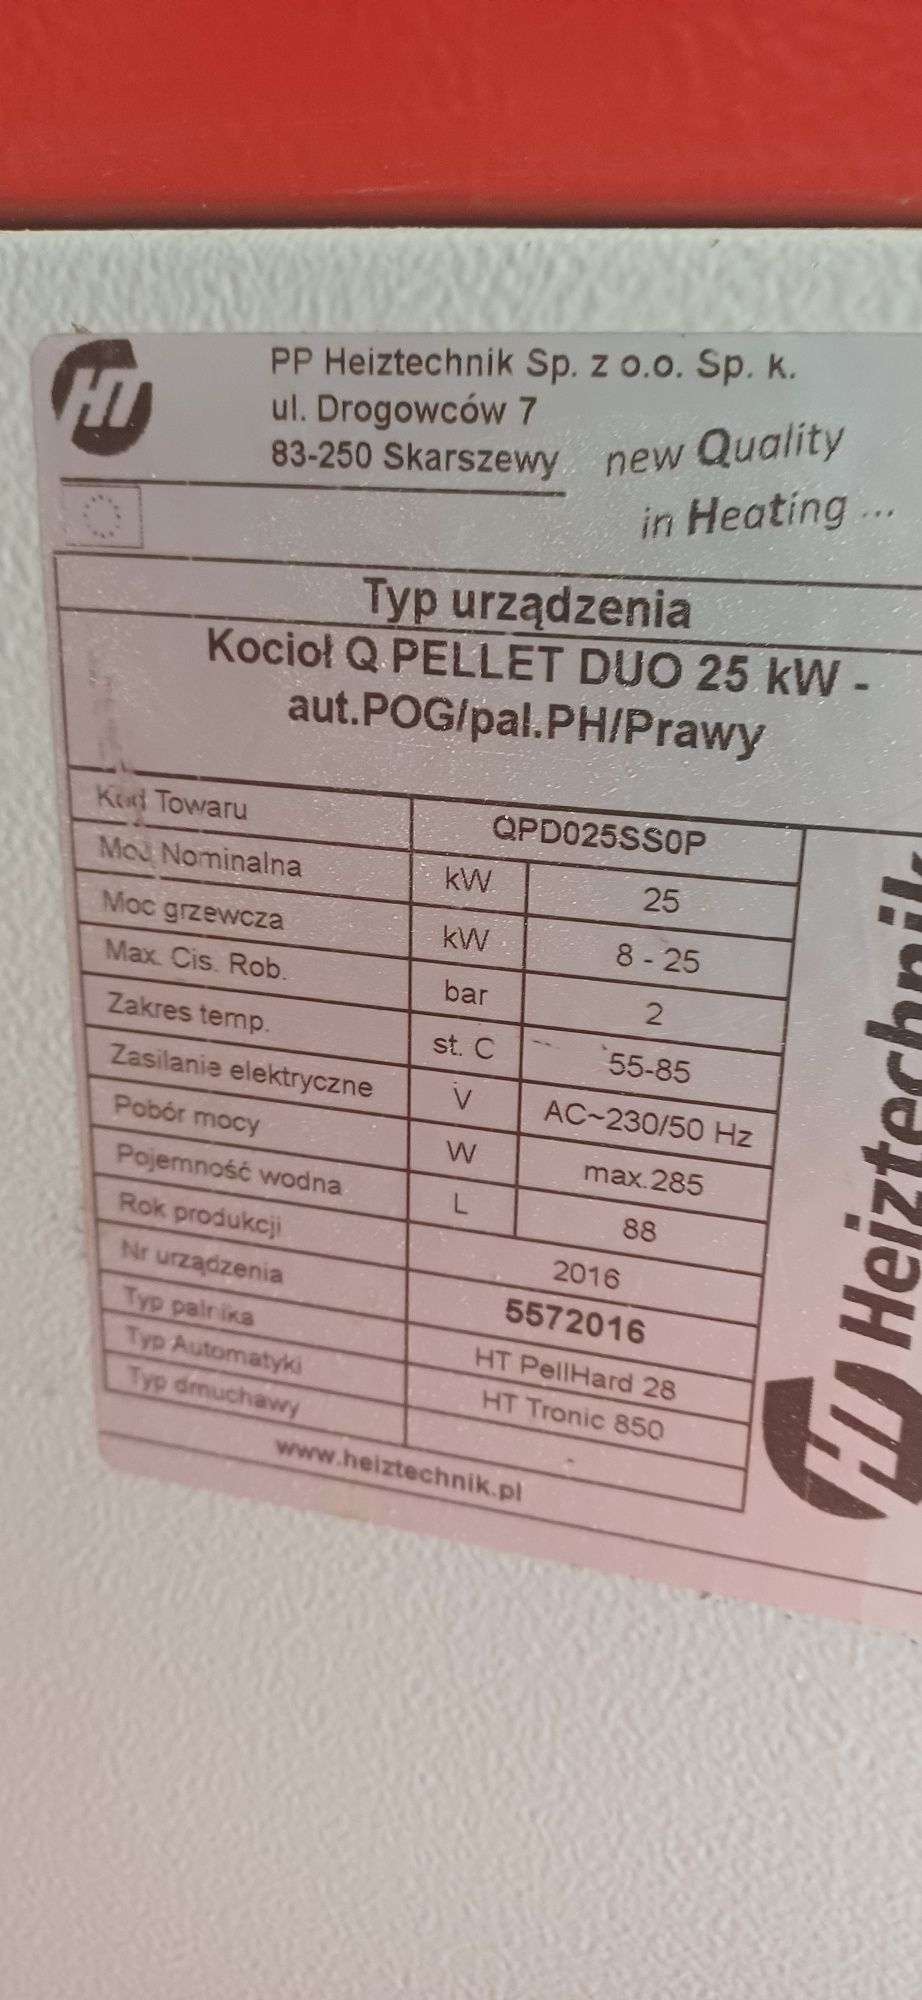 HT
PP Heiztechnik Sp. z o.o. Sp. k.
ul. Drogowców 7
83-250 Skarszewy
new Quality
in Heating ...
Typ urządzenia
Kocioł Q PELLET DUO 25 kW -
aut.POG/pal.PH/Prawy
Kod Towaru QPD025SS0P
Moc Nominalna kW 25
Moc grzewcza kW 8 - 25
Max. Cis. Rob. bar 2
Zakres temp. st. C 55-85
Zasilanie elektryczne V AC~230/50 Hz
Pobór mocy W max.285
Pojemność wodna L 88
Rok produkcji 2016
Nr urządzenia 5572016
Typ palnika HT PellHard 28
Typ Automatyki HT Tronic 850
Typ dmuchawy -
www.heiztechnik.pl
HT Heiztechnik